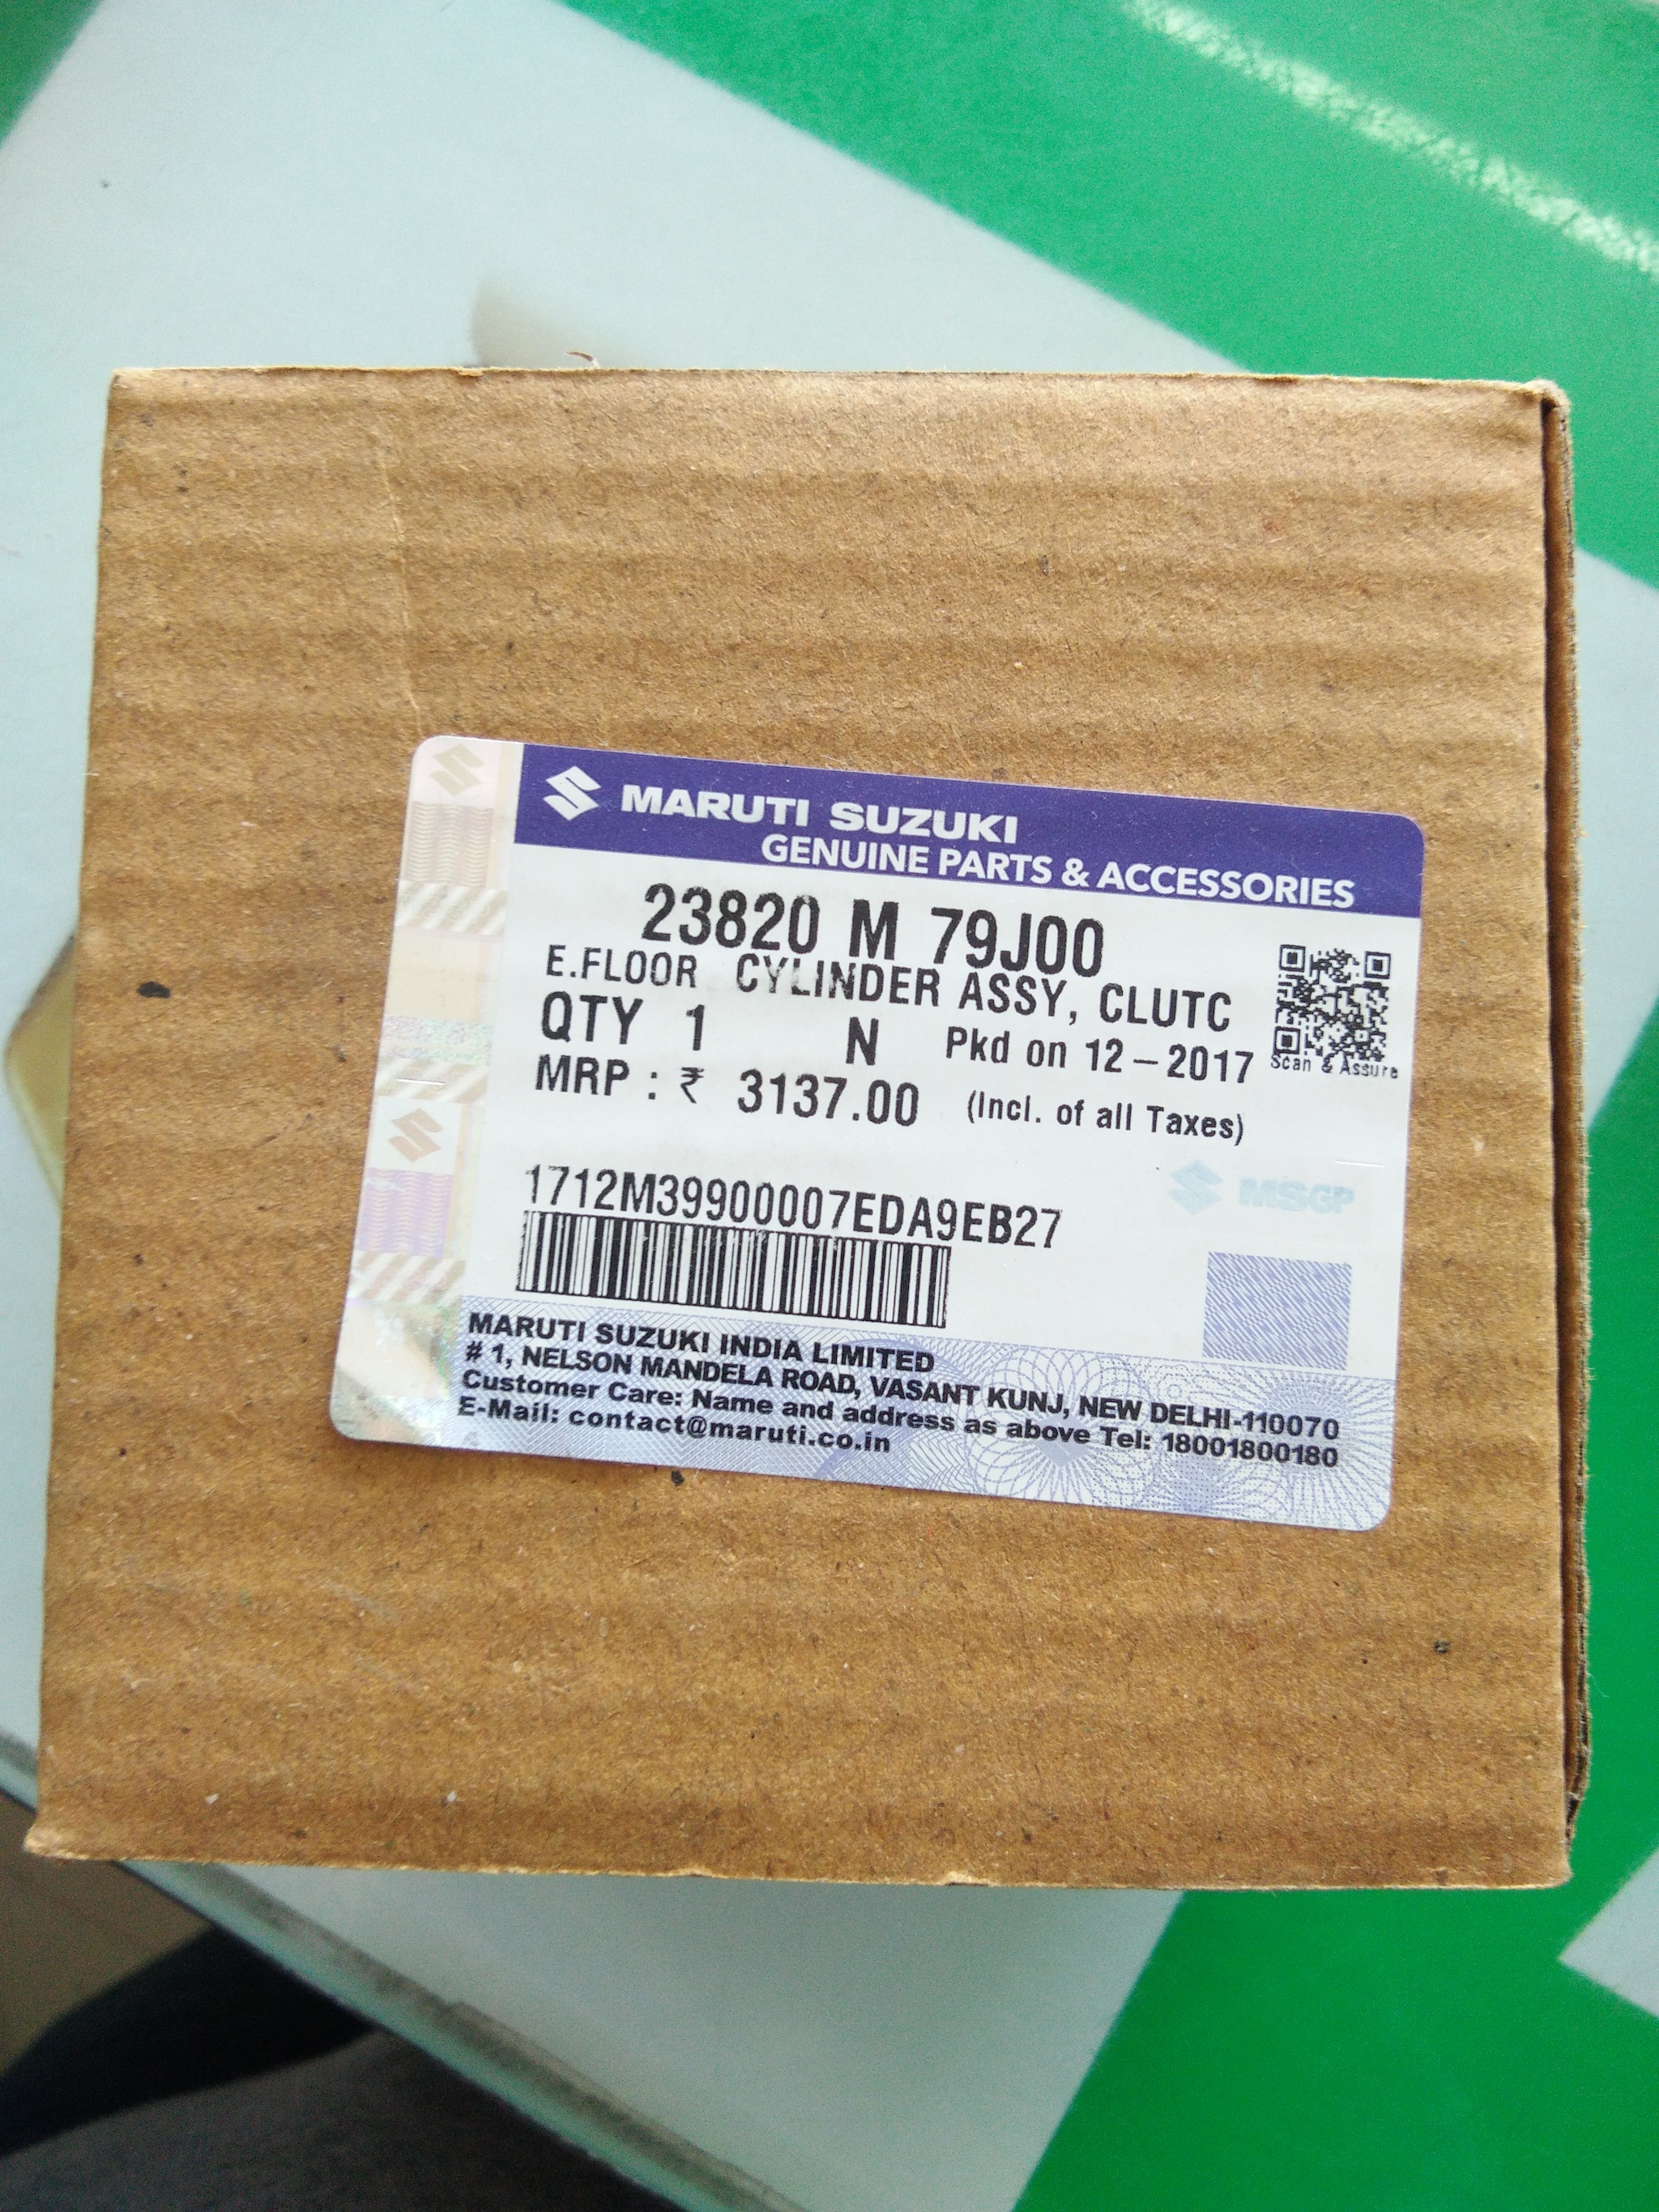 MARUTI SUZUKI
GENUINE PARTS & ACCESSORIES
23820 M 79J00
E.FLOOR CYLINDER ASSY, CLUTC
QTY 1 N Pkd on 12-2017
Scan & Assure
MRP : ₹ 3137.00 (Incl. of all Taxes)
MSGP
1712M39900007EDA9EB27
MARUTI SUZUKI INDIA LIMITED
# 1, NELSON MANDELA ROAD, VASANT KUNJ, NEW DELHI-110070
Customer Care: Name and address as above Tel: 18001800180
E-Mail: contact@maruti.co.in